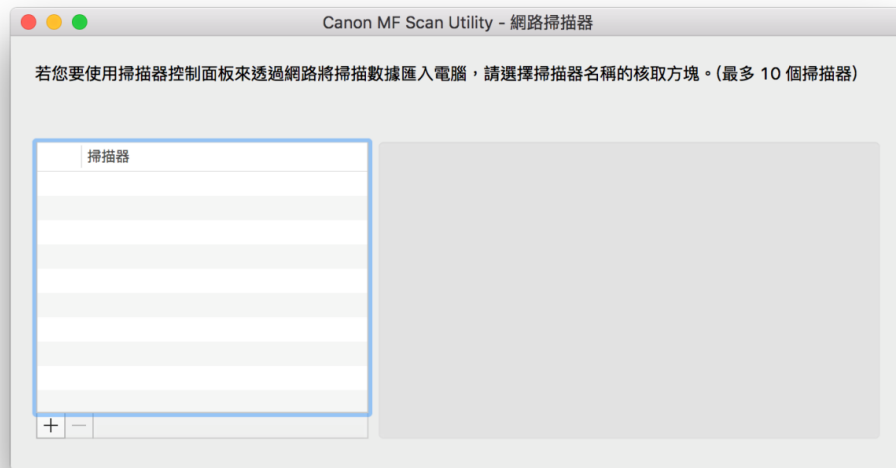 Canon MF Scan Utility - 網路掃描器
若您要使用掃描器控制面板來透過網路將掃描數據匯入電腦，請選擇掃描器名稱的核取方塊。(最多 10 個掃描器)
掃描器